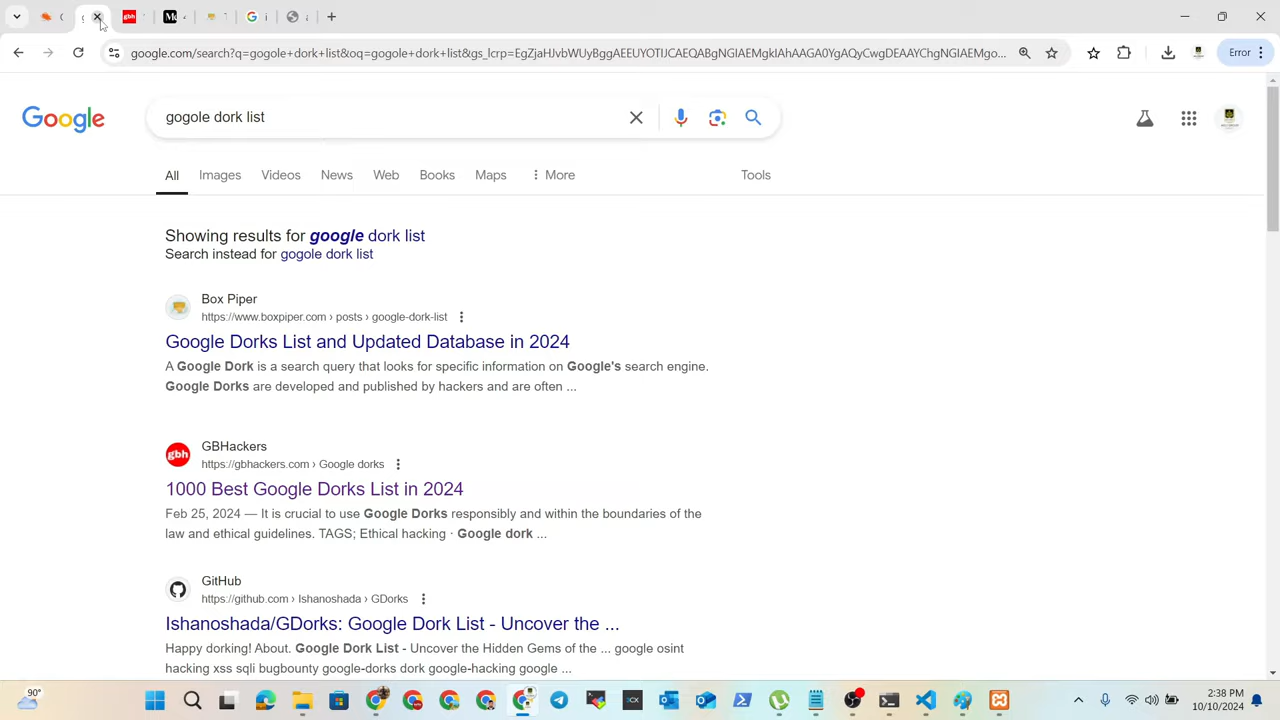 google.com/search?q=gogole+dork+list&oq=gogole+dork+list&gs_lcrp=EgZjaHJvbWUyBggAEEUYOTIJCAEQABgNGIAEMgkIAhAAGA0YgAQyCwgDEAAYChgNGIAEMgo...
Error
Google
gogole dork list
All
Images
Videos
News
Web
Books
Maps
More
Tools
Showing results for google dork list
Search instead for gogole dork list
Box Piper
https://www.boxpiper.com › posts › google-dork-list
Google Dorks List and Updated Database in 2024
A Google Dork is a search query that looks for specific information on Google's search engine.
Google Dorks are developed and published by hackers and are often ...
gbh
GBHackers
https://gbhackers.com › Google dorks
1000 Best Google Dorks List in 2024
Feb 25, 2024 — It is crucial to use Google Dorks responsibly and within the boundaries of the
law and ethical guidelines. TAGS; Ethical hacking · Google dork ...
GitHub
https://github.com › Ishanoshada › GDorks
Ishanoshada/GDorks: Google Dork List - Uncover the ...
Happy dorking! About. Google Dork List - Uncover the Hidden Gems of the ... google osint
hacking xss sqli bugbounty google-dorks dork google-hacking google ...
90°
2:38 PM
10/10/2024